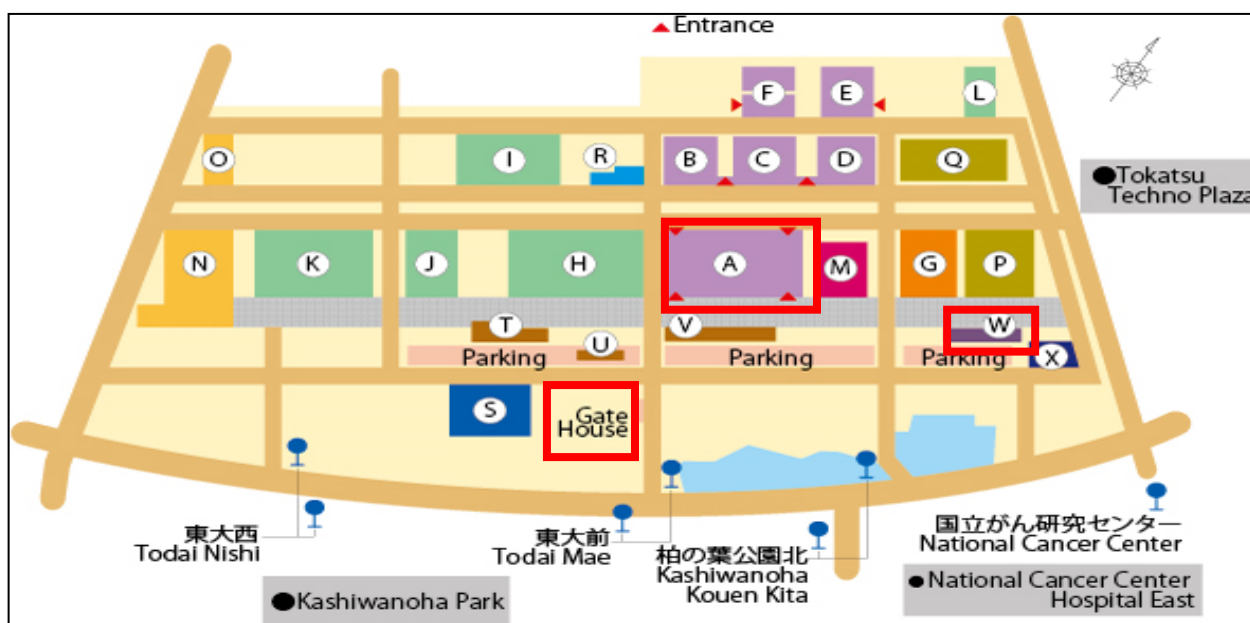 Entrance
F
E
L
O
I
R
B
C
D
Q
Tokatsu
Techno Plaza
N
K
J
H
A
M
G
P
T
U
V
W
X
Parking
Parking
Parking
S
Gate
House
東大西
Todai Nishi
東大前
Todai Mae
柏の葉公園北
Kashiwanoha
Kouen Kita
国立がん研究センター
National Cancer Center
Kashiwanoha Park
National Cancer Center
Hospital East